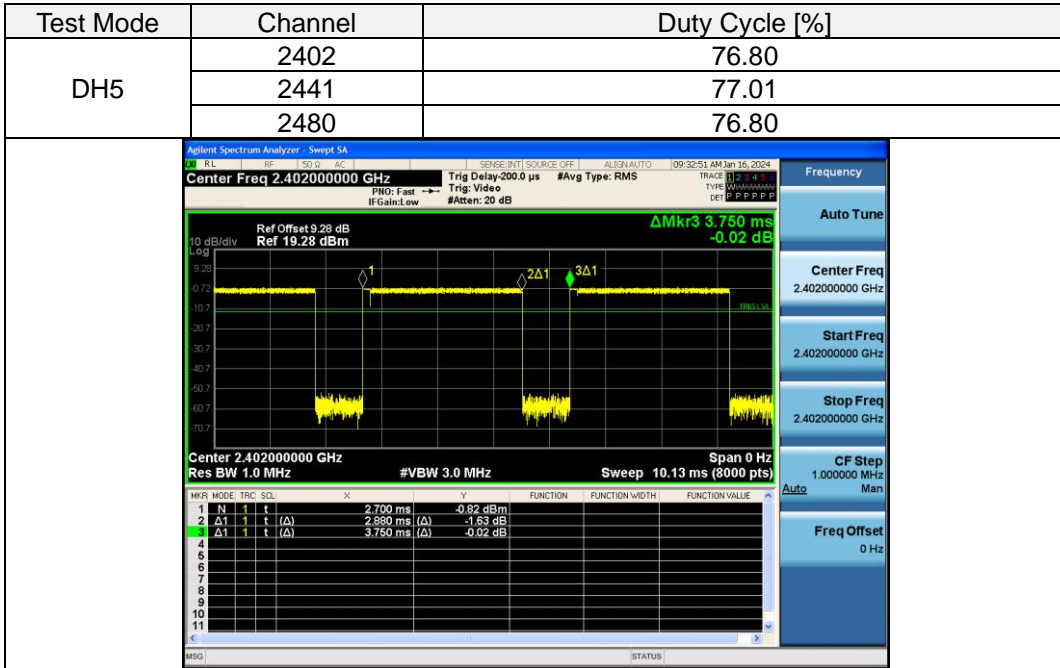 Test Mode Channel Duty Cycle [%]
DH5
2402 76.80
2441 77.01
2480 76.80
Agilent Spectrum Analyzer - Swept SA
RL RF 50 Ω AC SENSE:INT SOURCE OFF ALIGN AUTO 09:32:51 AM Jan 16, 2024
Center Freq 2.402000000 GHz
PNO: Fast
IFGain:Low
Trig Delay-200.0 µs #Avg Type: RMS
Trig: Video
#Atten: 20 dB
TRACE 1 2 3 4 5 6
TYPE
DET P P P P P P
Frequency
Auto Tune
ΔMkr3 3.750 ms
-0.02 dB
Ref Offset 9.28 dB
10 dB/div Ref 19.28 dBm
Log
9.28
-0.72
-10.7
-20.7
-30.7
-40.7
-50.7
-60.7
-70.7
1
2Δ1
3Δ1
TRIG LVL
Center Freq
2.402000000 GHz
Start Freq
2.402000000 GHz
Stop Freq
2.402000000 GHz
Center 2.402000000 GHz Span 0 Hz
Res BW 1.0 MHz #VBW 3.0 MHz Sweep 10.13 ms (8000 pts)
CF Step
1.000000 MHz
Auto Man
MKR MODE TRC SCL X Y FUNCTION FUNCTION WIDTH FUNCTION VALUE
1 N 1 t 2.700 ms -0.82 dBm
2 Δ1 1 t (Δ) 2.880 ms (Δ) -1.63 dB
3 Δ1 1 t (Δ) 3.750 ms (Δ) -0.02 dB
4
5
6
7
8
9
10
11
Freq Offset
0 Hz
MSG STATUS